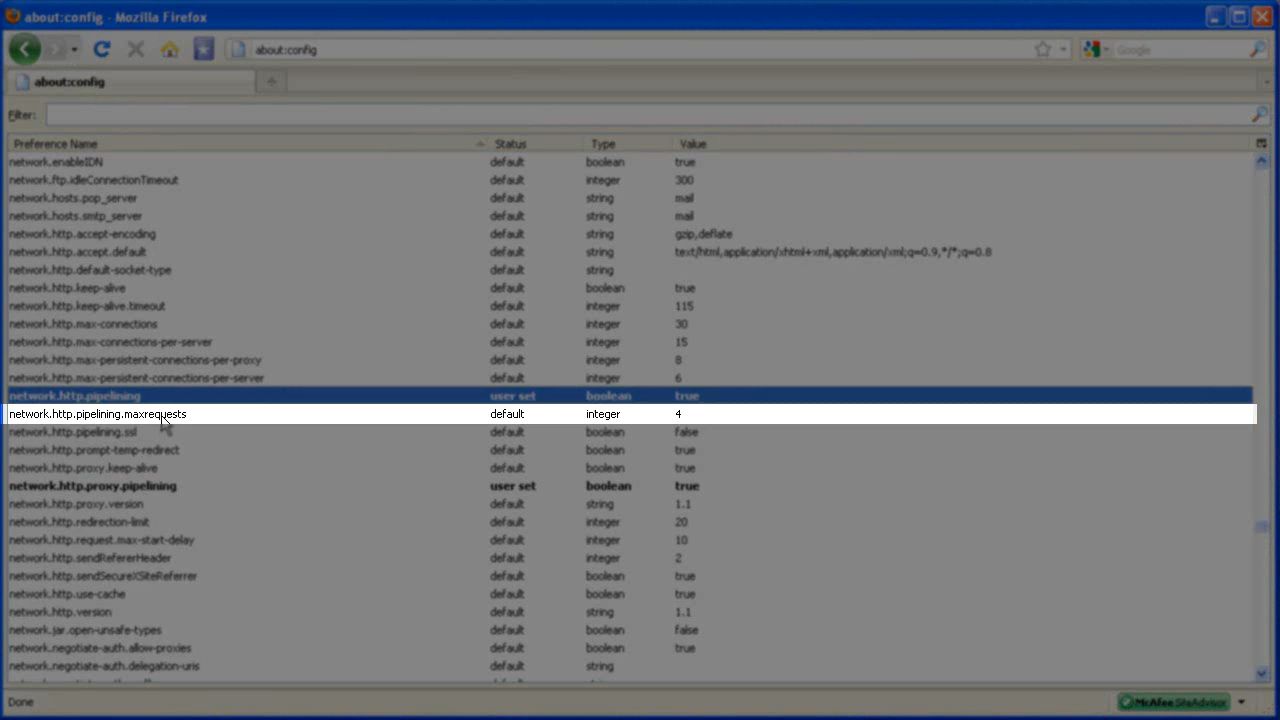 about:config - Mozilla Firefox
about:config
Google
about:config
Filter:
Preference Name Status Type Value
network.enableIDN default boolean true
network.ftp.idleConnectionTimeout default integer 300
network.hosts.pop_server default string mail
network.hosts.smtp_server default string mail
network.http.accept-encoding default string gzip,deflate
network.http.accept.default default string text/html,application/xhtml+xml,application/xml;q=0.9,*/*;q=0.8
network.http.default-socket-type default string
network.http.keep-alive default boolean true
network.http.keep-alive.timeout default integer 115
network.http.max-connections default integer 30
network.http.max-connections-per-server default integer 15
network.http.max-persistent-connections-per-proxy default integer 8
network.http.max-persistent-connections-per-server default integer 6
network.http.pipelining user set boolean true
network.http.pipelining.maxrequests default integer 4
network.http.pipelining.ssl default boolean false
network.http.prompt-temp-redirect default boolean true
network.http.proxy.keep-alive default boolean true
network.http.proxy.pipelining user set boolean true
network.http.proxy.version default string 1.1
network.http.redirection-limit default integer 20
network.http.request.max-start-delay default integer 10
network.http.sendRefererHeader default integer 2
network.http.sendSecureXSiteReferrer default boolean true
network.http.use-cache default boolean true
network.http.version default string 1.1
network.jar.open-unsafe-types default boolean false
network.negotiate-auth.allow-proxies default boolean true
network.negotiate-auth.delegation-uris default string
Done
McAfee SiteAdvisor